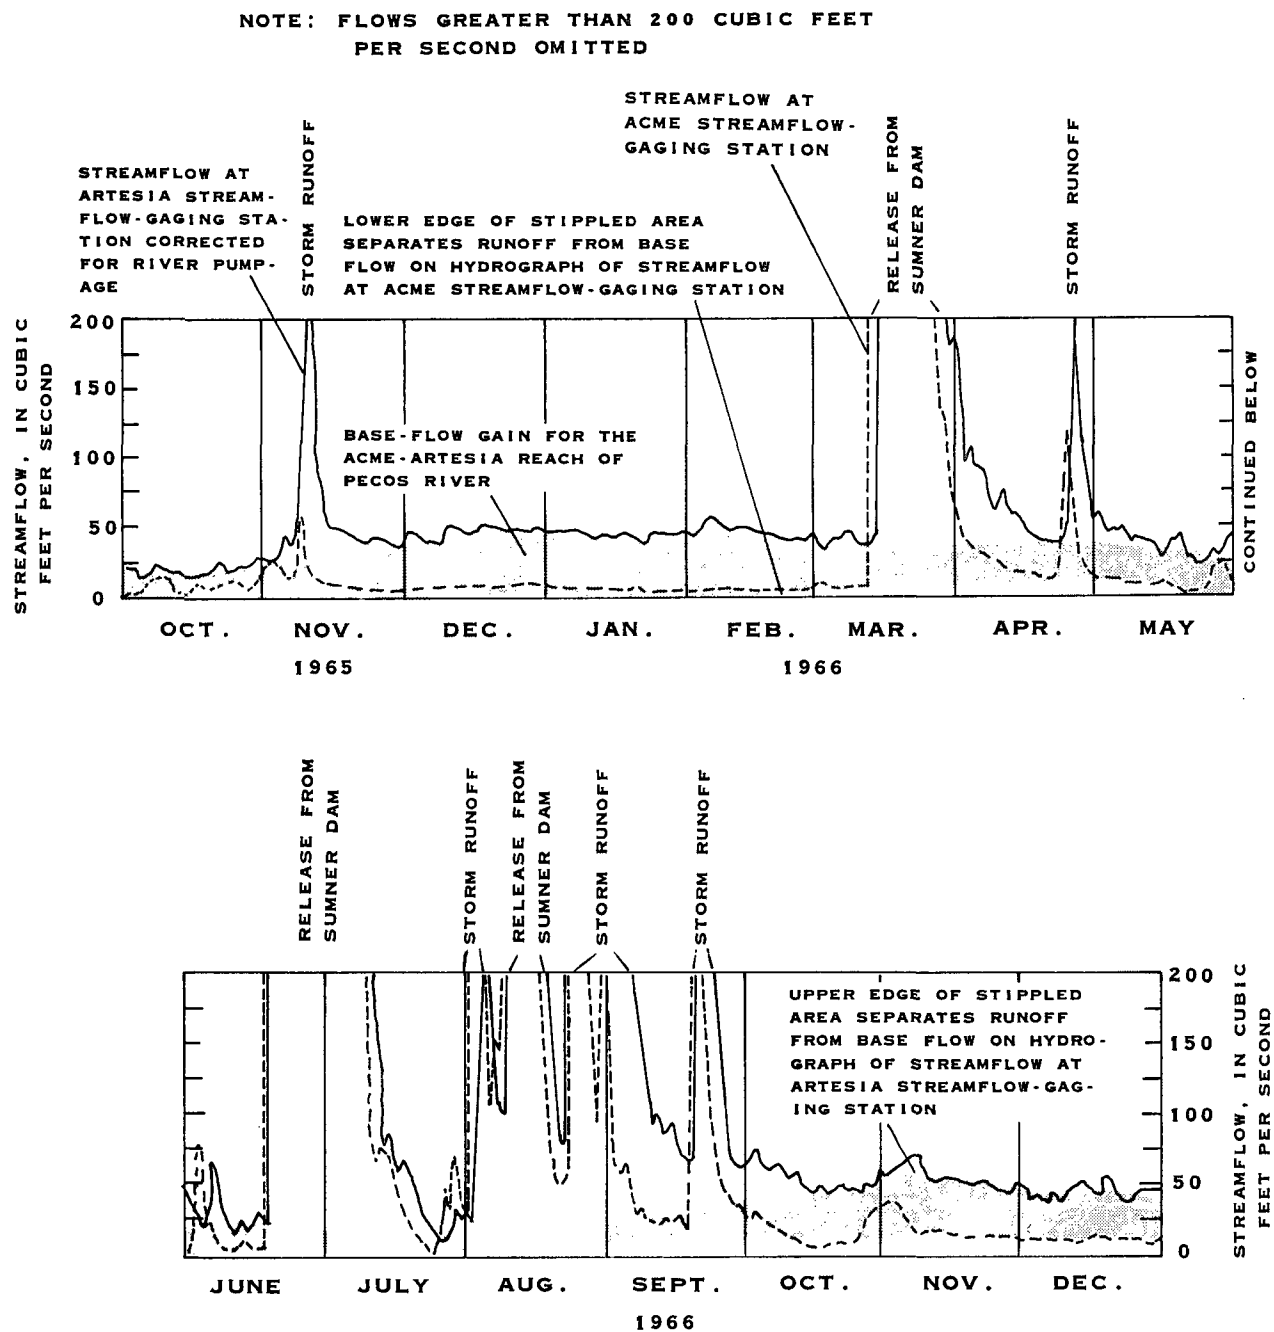 NOTE: FLOWS GREATER THAN 200 CUBIC FEET
PER SECOND OMITTED
STREAMFLOW AT
ARTESIA STREAM-
FLOW-GAGING STA-
TION CORRECTED
FOR RIVER PUMP-
AGE
STORM RUNOFF
LOWER EDGE OF STIPPLED AREA
SEPARATES RUNOFF FROM BASE
FLOW ON HYDROGRAPH OF STREAMFLOW
AT ACME STREAMFLOW-GAGING STATION
STREAMFLOW AT
ACME STREAMFLOW-
GAGING STATION
RELEASE FROM
SUMNER DAM
STORM RUNOFF
STREAMFLOW, IN CUBIC
FEET PER SECOND
200
150
100
50
0
BASE-FLOW GAIN FOR THE
ACME-ARTESIA REACH OF
PECOS RIVER
CONTINUED BELOW
OCT. NOV. DEC. JAN. FEB. MAR. APR. MAY
1965 1966
RELEASE FROM
SUMNER DAM
STORM RUNOFF
RELEASE FROM
SUMNER DAM
STORM RUNOFF
STORM RUNOFF
UPPER EDGE OF STIPPLED
AREA SEPARATES RUNOFF
FROM BASE FLOW ON HYDRO-
GRAPH OF STREAMFLOW AT
ARTESIA STREAMFLOW-GAG-
ING STATION
200
150
100
50
0
STREAMFLOW, IN CUBIC
FEET PER SECOND
JUNE JULY AUG. SEPT. OCT. NOV. DEC.
1966